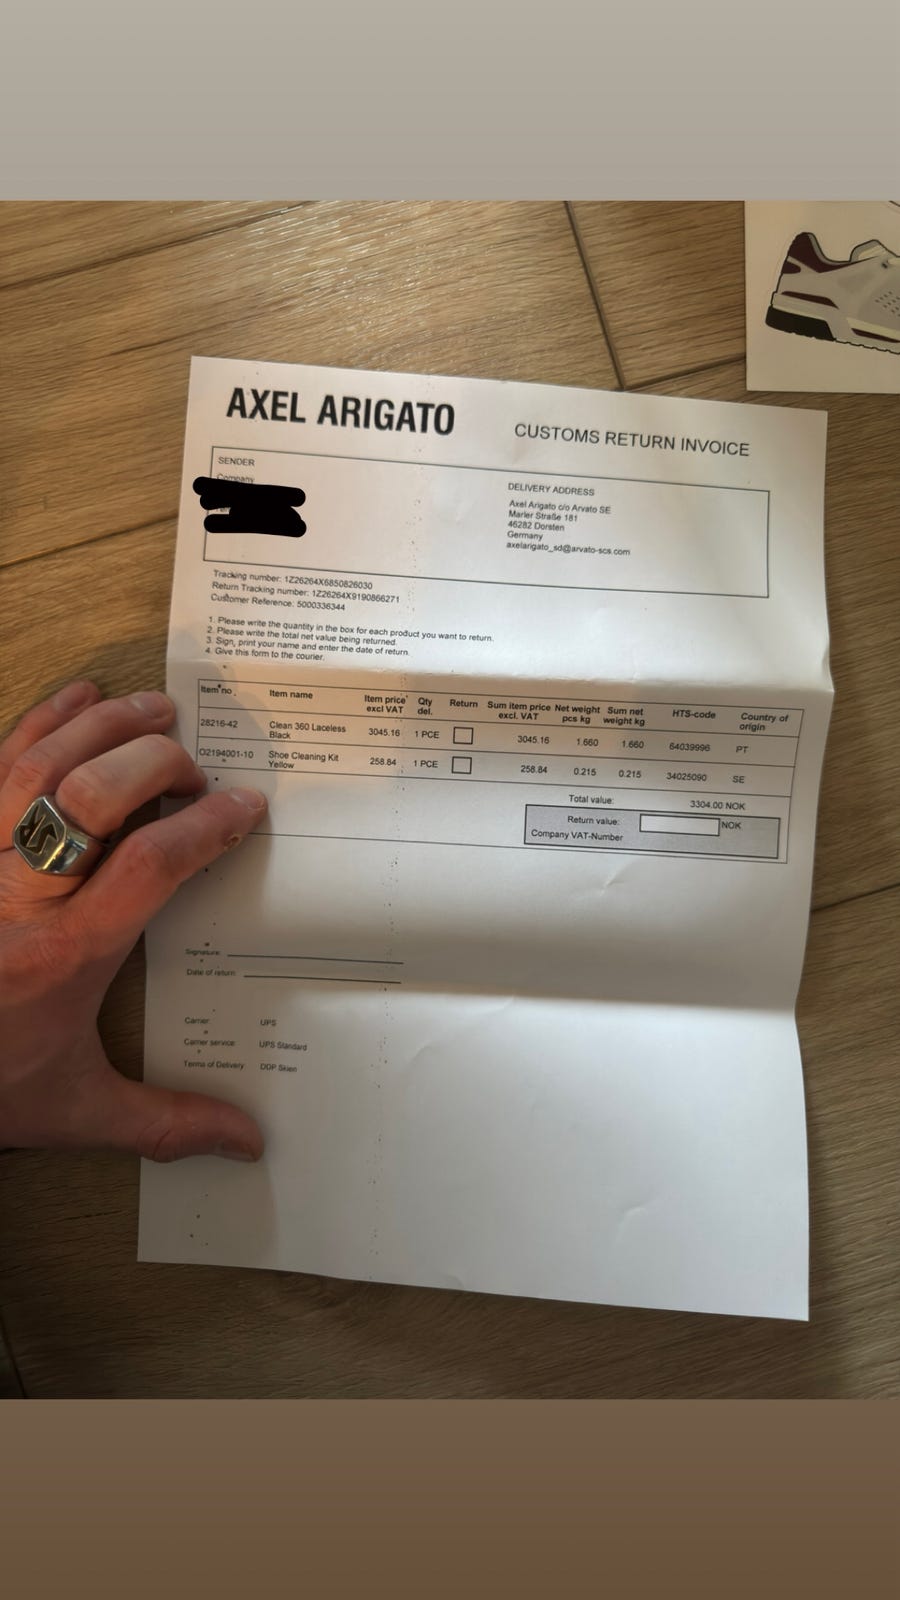 AXEL ARIGATO
CUSTOMS RETURN INVOICE
SENDER
Company
DELIVERY ADDRESS
Axel Arigato c/o Arvato SE
Marler Straße 181
46282 Dorsten
Germany
axelarigato_sd@arvato-scs.com
Tracking number: 1Z26264X6850826030
Return Tracking number: 1Z26264X9190866271
Customer Reference: 5000336344
1. Please write the quantity in the box for each product you want to return.
2. Please write the total net value being returned.
3. Sign, print your name and enter the date of return.
4. Give this form to the courier.
Item no. Item name Item price excl VAT Qty del. Return Sum item price excl. VAT Net weight pcs kg Sum net weight kg HTS-code Country of origin
28216-42 Clean 360 Laceless Black 3045.16 1 PCE 3045.16 1.660 1.660 64039996 PT
O2194001-10 Shoe Cleaning Kit Yellow 258.84 1 PCE 258.84 0.215 0.215 34025090 SE
Total value: 3304.00 NOK
Return value: NOK
Company VAT-Number
Signature:
Date of return:
Carrier: UPS
Carrier service: UPS Standard
Terms of Delivery: DDP Skien